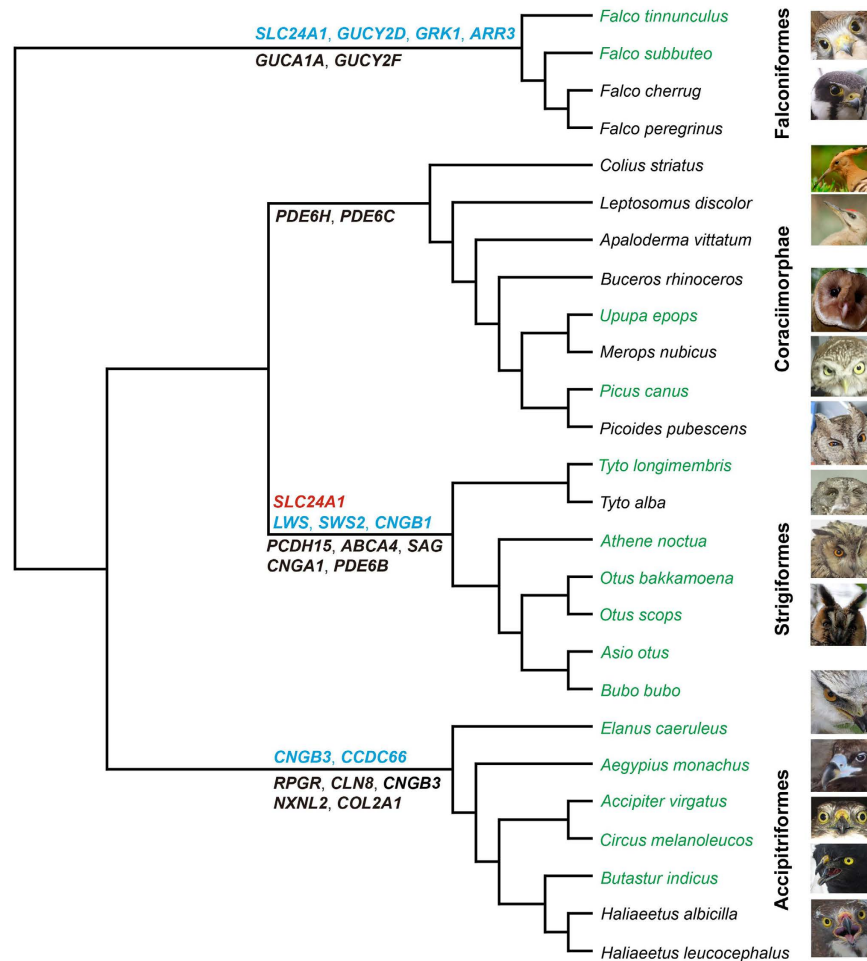 SLC24A1, GUCY2D, GRK1, ARR3
GUCA1A, GUCY2F
Falco tinnunculus
Falco subbuteo
Falco cherrug
Falco peregrinus
Falconiformes
PDE6H, PDE6C
Colius striatus
Leptosomus discolor
Apaloderma vittatum
Buceros rhinoceros
Upupa epops
Merops nubicus
Picus canus
Picoides pubescens
Coraciimorphae
SLC24A1
LWS, SWS2, CNGB1
PCDH15, ABCA4, SAG
CNGA1, PDE6B
Tyto longimembris
Tyto alba
Athene noctua
Otus bakkamoena
Otus scops
Asio otus
Bubo bubo
Strigiformes
CNGB3, CCDC66
RPGR, CLN8, CNGB3
NXNL2, COL2A1
Elanus caeruleus
Aegypius monachus
Accipiter virgatus
Circus melanoleucos
Butastur indicus
Haliaeetus albicilla
Haliaeetus leucocephalus
Accipitriformes